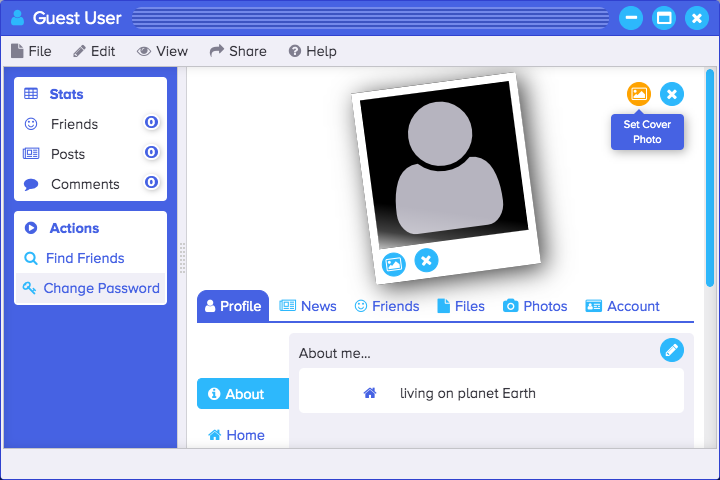 Guest User
File Edit View Share Help
Stats
Friends 0
Posts 0
Comments 0
Actions
Find Friends
Change Password
Set Cover
Photo
Profile News Friends Files Photos Account
About me...
About
living on planet Earth
Home